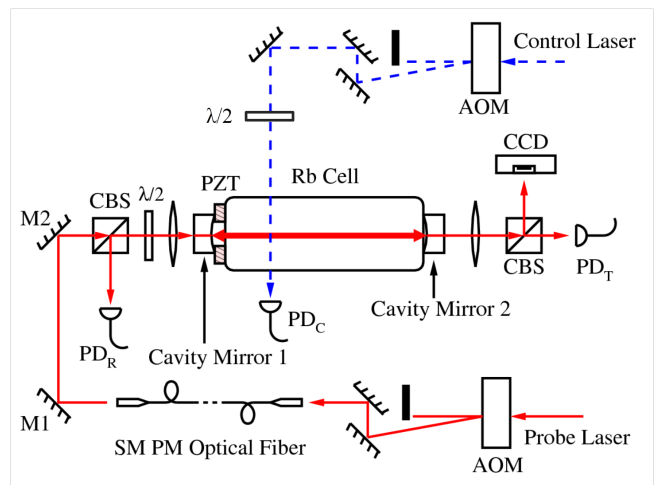 Control Laser
AOM
λ/2
CCD
PZT
Rb Cell
CBS
λ/2
M2
CBS
PD_T
PD_C
Cavity Mirror 2
PD_R
Cavity Mirror 1
M1
SM PM Optical Fiber
Probe Laser
AOM